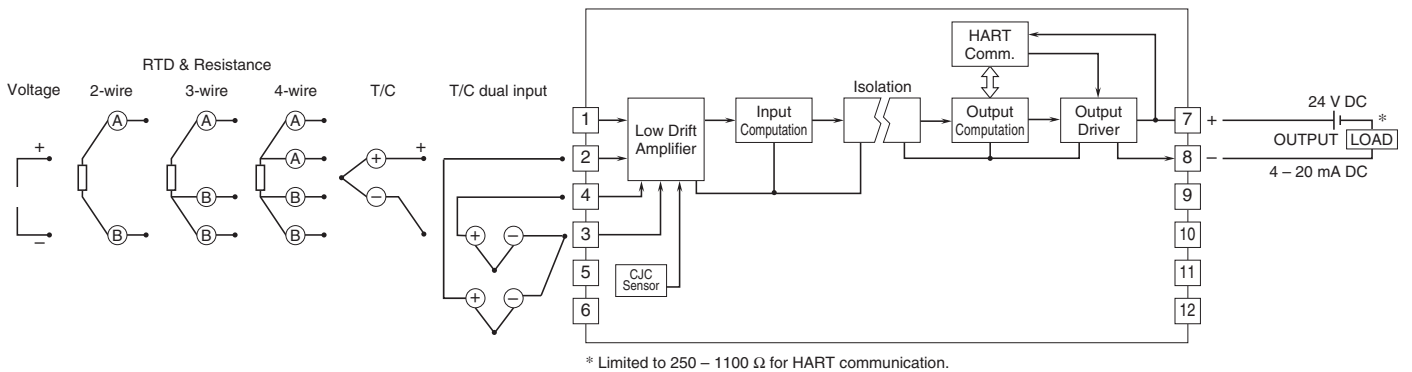 RTD & Resistance
Voltage
2-wire
3-wire
4-wire
T/C
T/C dual input
+
–
A
B
A
B
B
A
A
B
B
+
–
+
+
–
+
–
1
2
4
3
5
6
Low Drift
Amplifier
CJC
Sensor
Input
Computation
Isolation
HART
Comm.
Output
Computation
Output
Driver
7
8
9
10
11
12
+
–
24 V DC
*
OUTPUT
LOAD
4 – 20 mA DC
* Limited to 250 – 1100 Ω for HART communication.